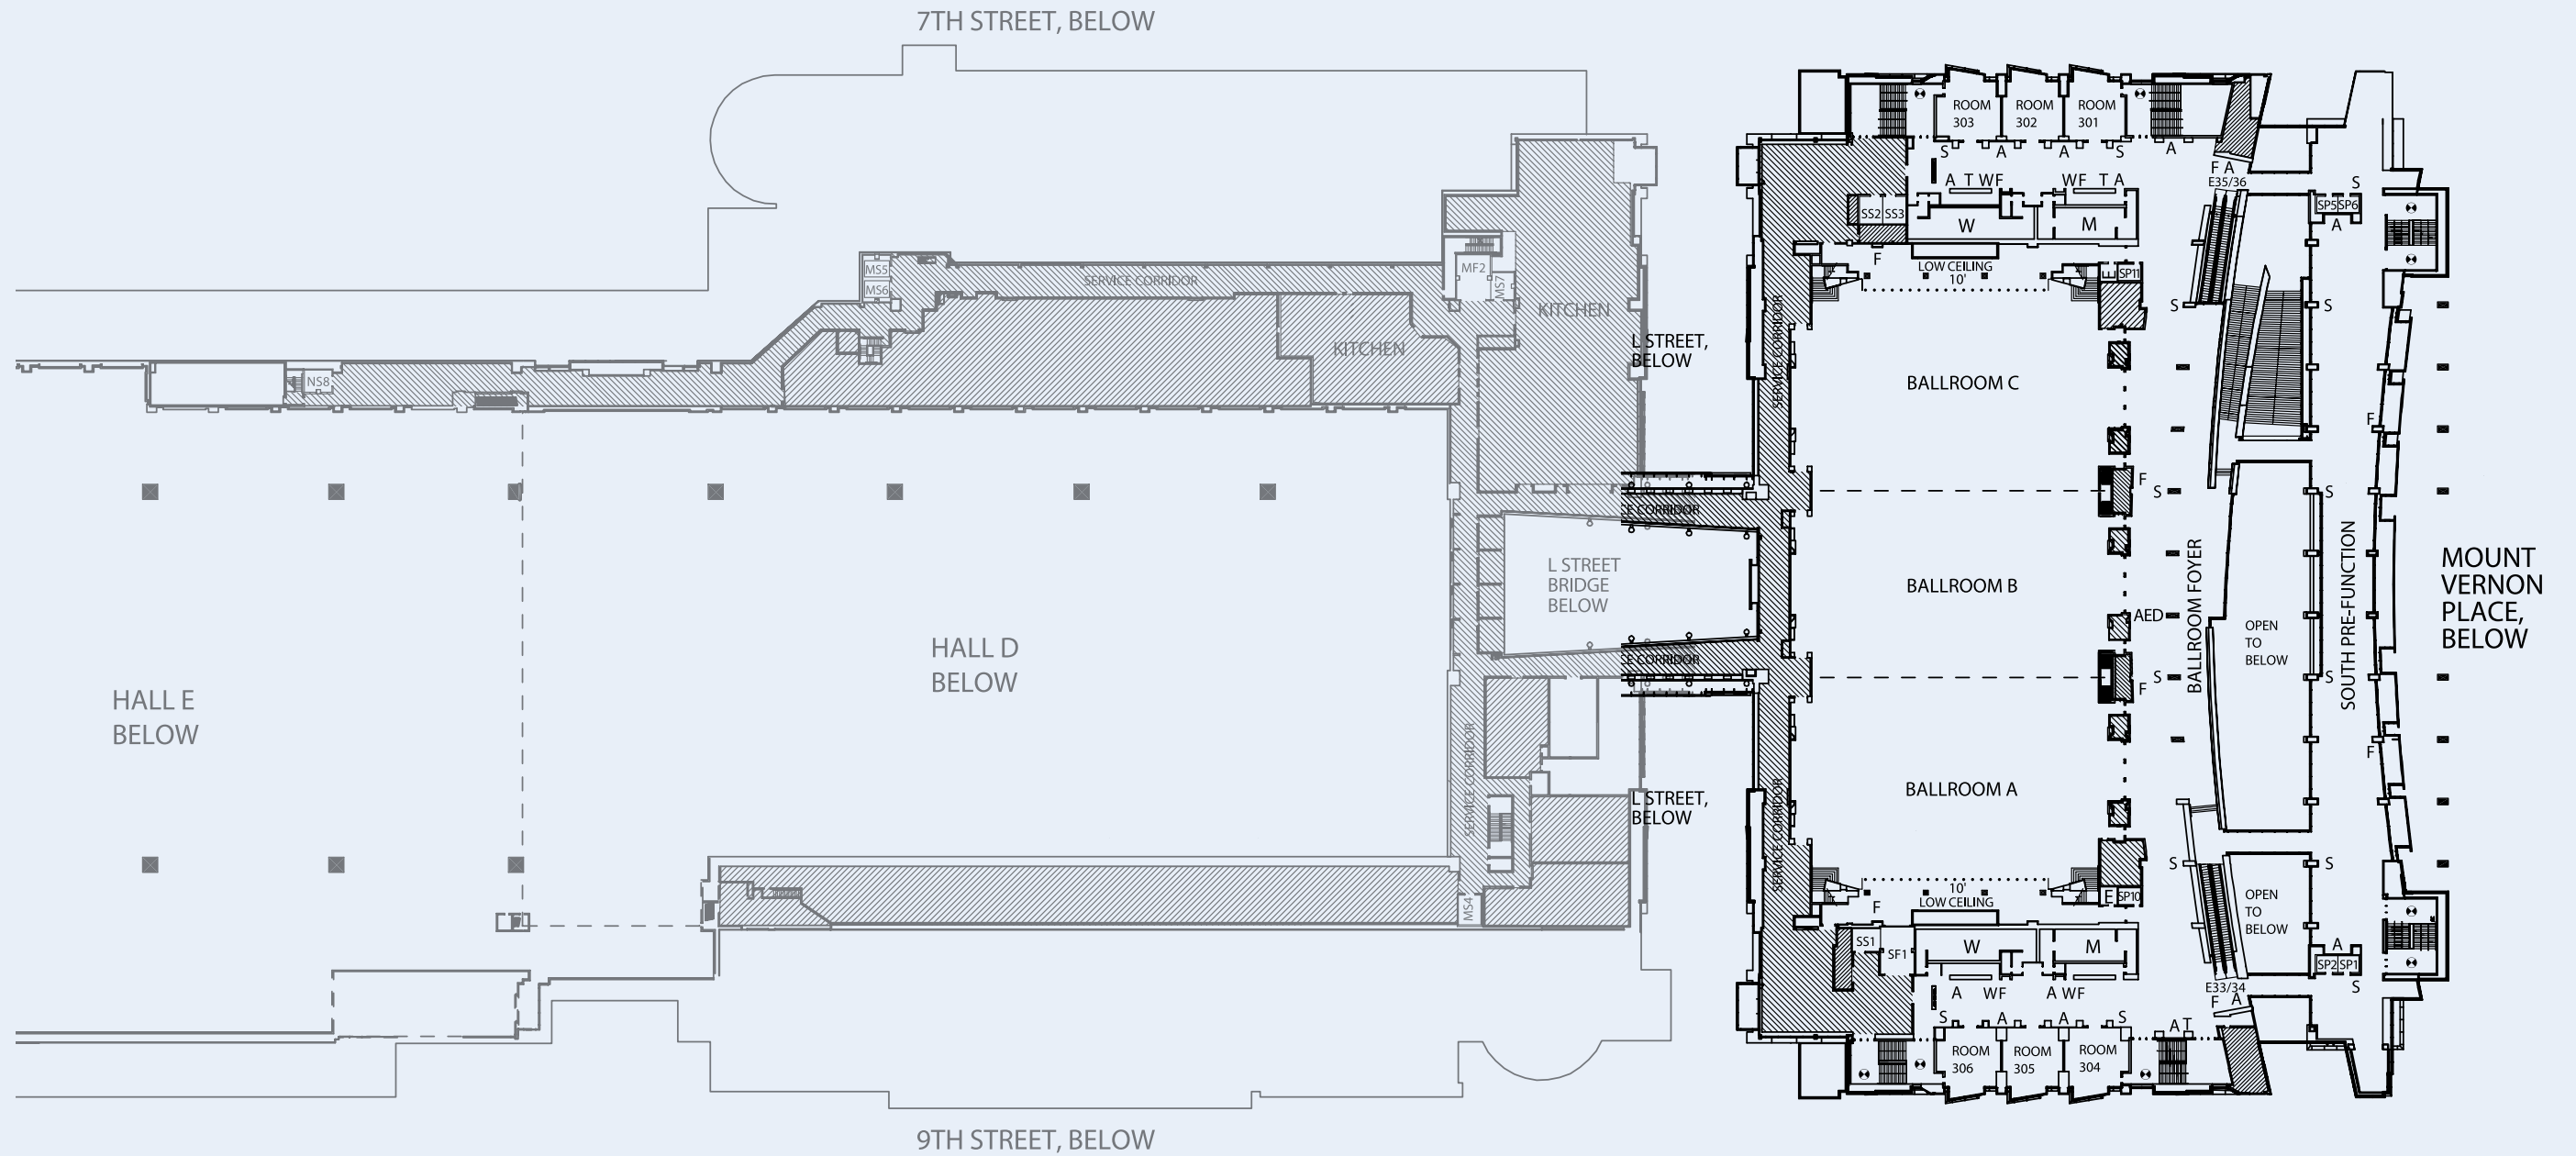 7TH STREET, BELOW
ROOM
303
ROOM
302
ROOM
301
S
A
A
S
A
F A
E35/36
A T WF
WF T A
S
SP5
SP6
A
SS2
SS3
W
M
F
LOW CEILING
10'
E
SP11
MS5
MS6
SERVICE CORRIDOR
MF2
MS7
KITCHEN
KITCHEN
NS8
L STREET,
BELOW
SERVICE CORRIDOR
S
S
BALLROOM C
F
F
S
S
CE CORRIDOR
L STREET
BRIDGE
BELOW
BALLROOM B
AED
BALLROOM FOYER
OPEN
TO
BELOW
SOUTH PRE-FUNCTION
MOUNT
VERNON
PLACE,
BELOW
HALL D
BELOW
HALL E
BELOW
CE CORRIDOR
S
F
S
F
SERVICE CORRIDOR
L STREET,
BELOW
SERVICE CORRIDOR
BALLROOM A
S
S
10'
LOW CEILING
F
E
SP10
MS4
OPEN
TO
BELOW
SS1
SF1
W
M
A
SP2
SP1
S
A WF
A WF
E33/34
F A
S
A
A
S
A T
ROOM
306
ROOM
305
ROOM
304
9TH STREET, BELOW